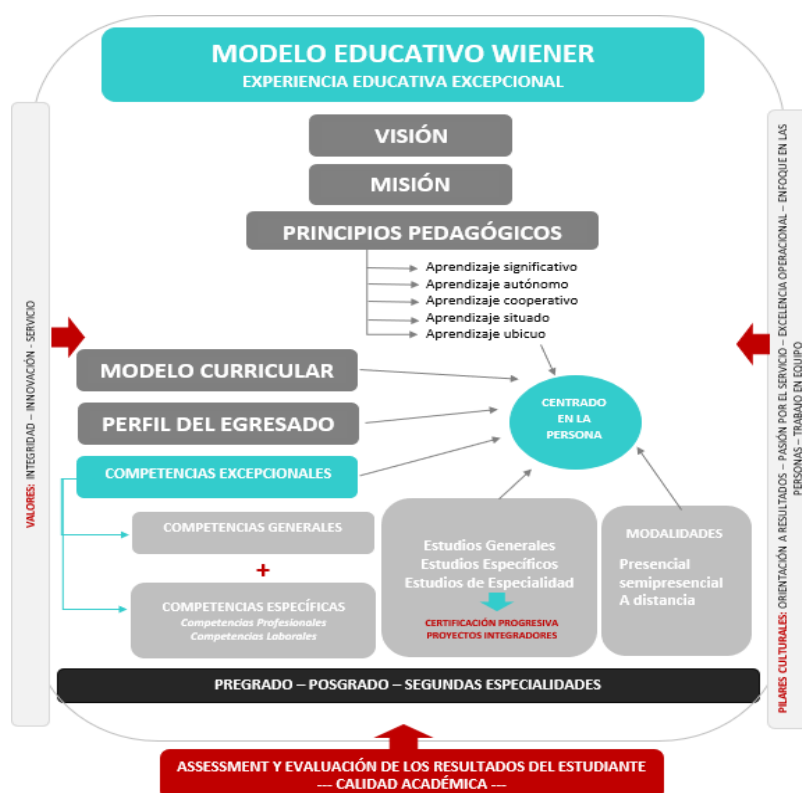 MODELO EDUCATIVO WIENER
EXPERIENCIA EDUCATIVA EXCEPCIONAL
VISIÓN
MISIÓN
PRINCIPIOS PEDAGÓGICOS
Aprendizaje significativo
Aprendizaje autónomo
Aprendizaje cooperativo
Aprendizaje situado
Aprendizaje ubicuo
VALORES: INTEGRIDAD – INNOVACIÓN - SERVICIO
PILARES CULTURALES: ORIENTACIÓN A RESULTADOS – PASIÓN POR EL SERVICIO – EXCELENCIA OPERACIONAL – ENFOQUE EN LAS
PERSONAS – TRABAJO EN EQUIPO
MODELO CURRICULAR
PERFIL DEL EGRESADO
COMPETENCIAS EXCEPCIONALES
CENTRADO
EN LA
PERSONA
COMPETENCIAS GENERALES
+
COMPETENCIAS ESPECÍFICAS
Competencias Profesionales
Competencias Laborales
Estudios Generales
Estudios Específicos
Estudios de Especialidad
CERTIFICACIÓN PROGRESIVA
PROYECTOS INTEGRADORES
MODALIDADES
Presencial
semipresencial
A distancia
PREGRADO – POSGRADO – SEGUNDAS ESPECIALIDADES
ASSESSMENT Y EVALUACIÓN DE LOS RESULTADOS DEL ESTUDIANTE
--- CALIDAD ACADÉMICA ---